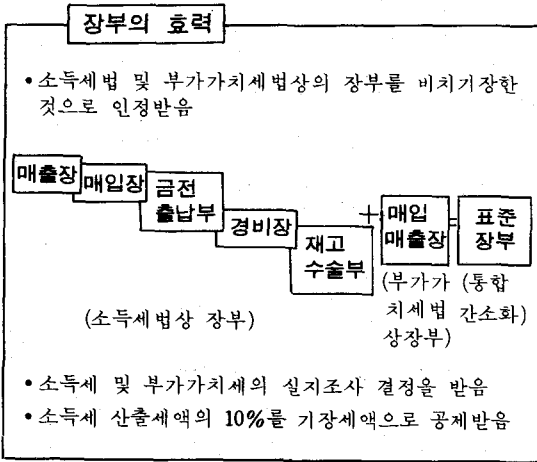 장부의 효력
• 소득세법 및 부가가치세법상의 장부를 비치기장한
것으로 인정받음
매출장
매입장
금전
출납부
경비장
재고
수술부
+
매입
매출장
=
표준
장부
(소득세법상 장부)
(부가가
치세법
상장부)
(통합
간소화)
• 소득세 및 부가가치세의 실지조사 결정을 받음
• 소득세 산출세액의 10%를 기장세액으로 공제받음